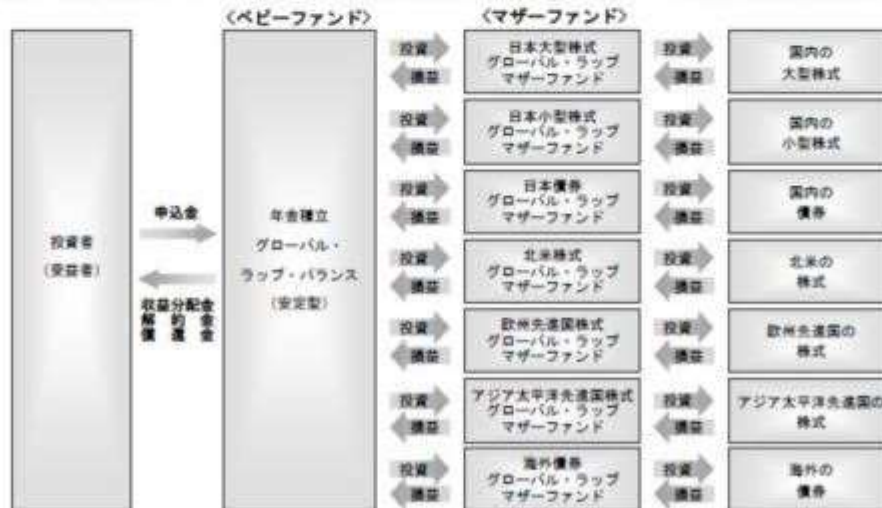 〈ベビーファンド〉
〈マザーファンド〉
投資者
(受益者)
申込金
収益分配金
解約金
償還金
年金積立
グローバル・
ラップ・バランス
(安定型)
投資
損益
日本大型株式
グローバル・ラップ
マザーファンド
投資
損益
国内の
大型株式
投資
損益
日本小型株式
グローバル・ラップ
マザーファンド
投資
損益
国内の
小型株式
投資
損益
日本債券
グローバル・ラップ
マザーファンド
投資
損益
国内の
債券
投資
損益
北米株式
グローバル・ラップ
マザーファンド
投資
損益
北米の
株式
投資
損益
欧州先進国株式
グローバル・ラップ
マザーファンド
投資
損益
欧州先進国の
株式
投資
損益
アジア太平洋先進国株式
グローバル・ラップ
マザーファンド
投資
損益
アジア太平洋先進国の
株式
投資
損益
海外債券
グローバル・ラップ
マザーファンド
投資
損益
海外の
債券